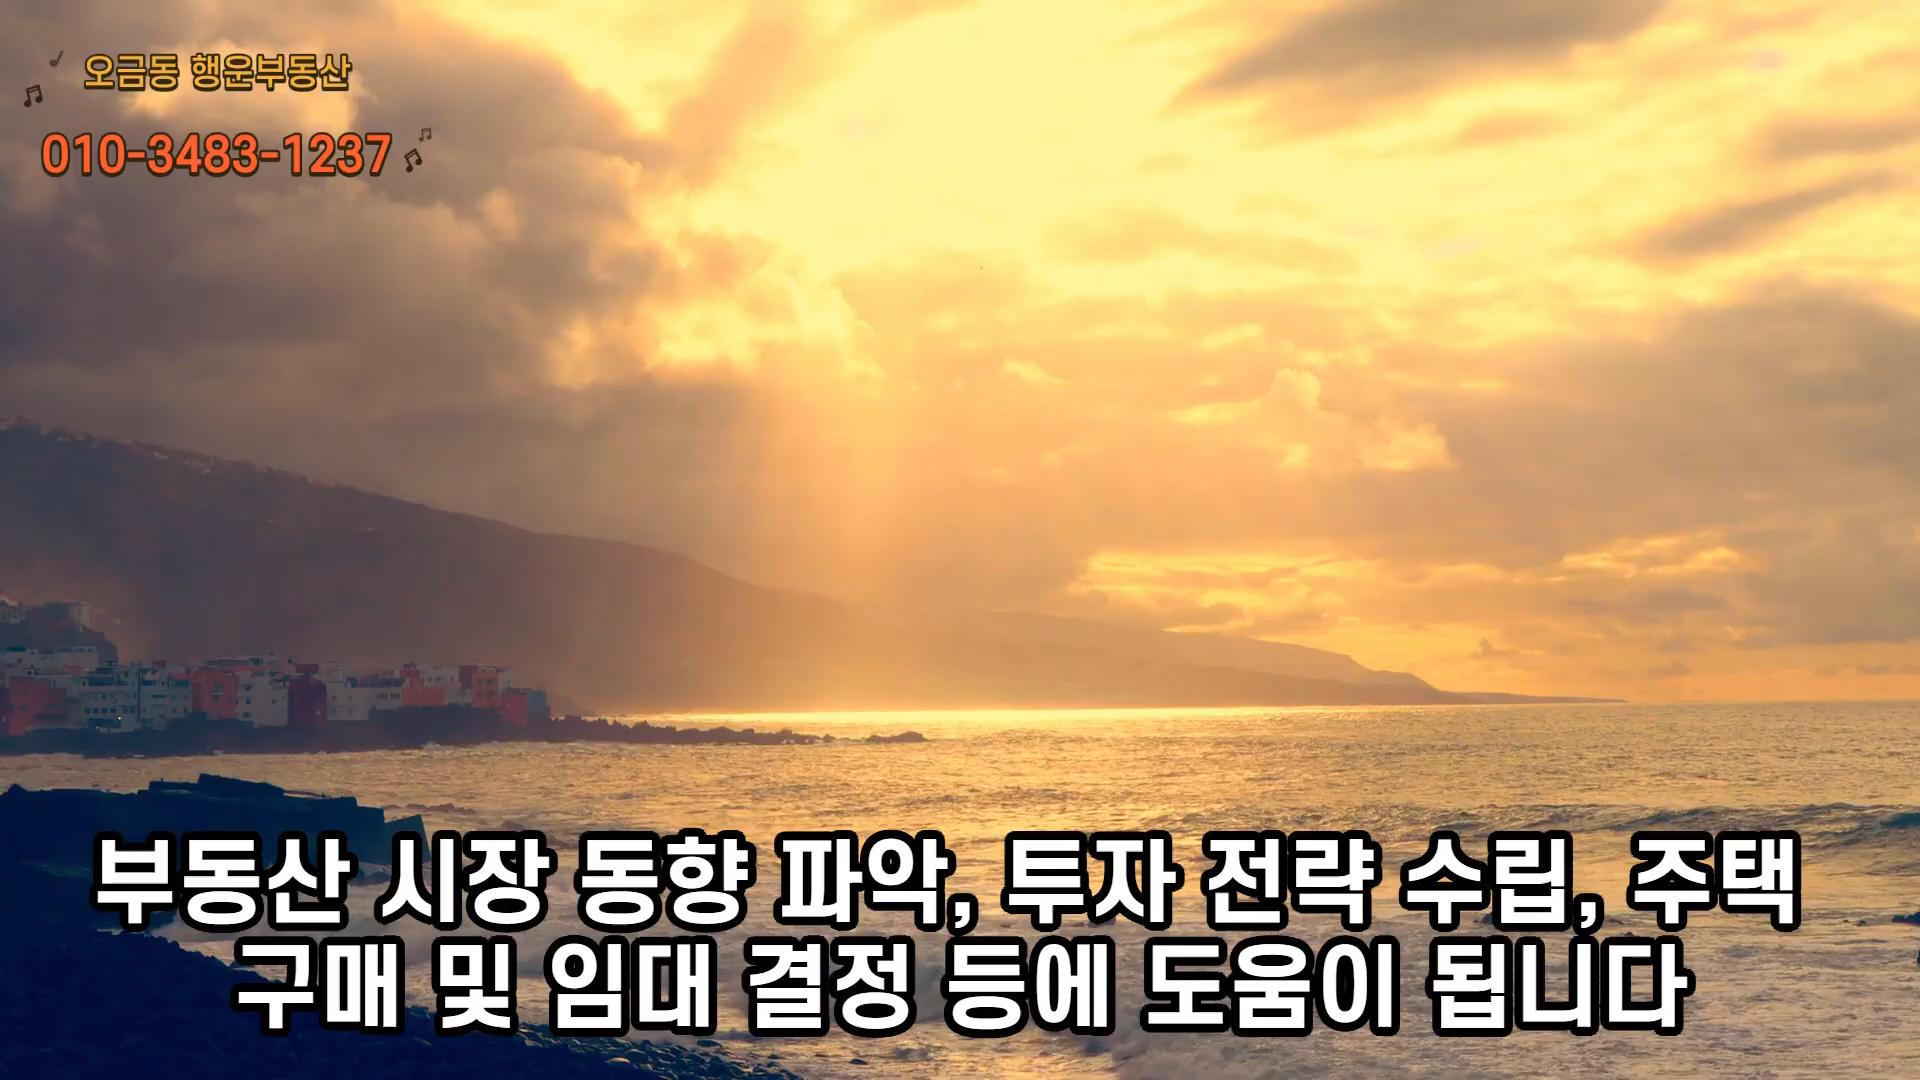 오금동 행운부동산
010-3483-1237
부동산 시장 동향 파악, 투자 전략 수립, 주택
구매 및 임대 결정 등에 도움이 됩니다